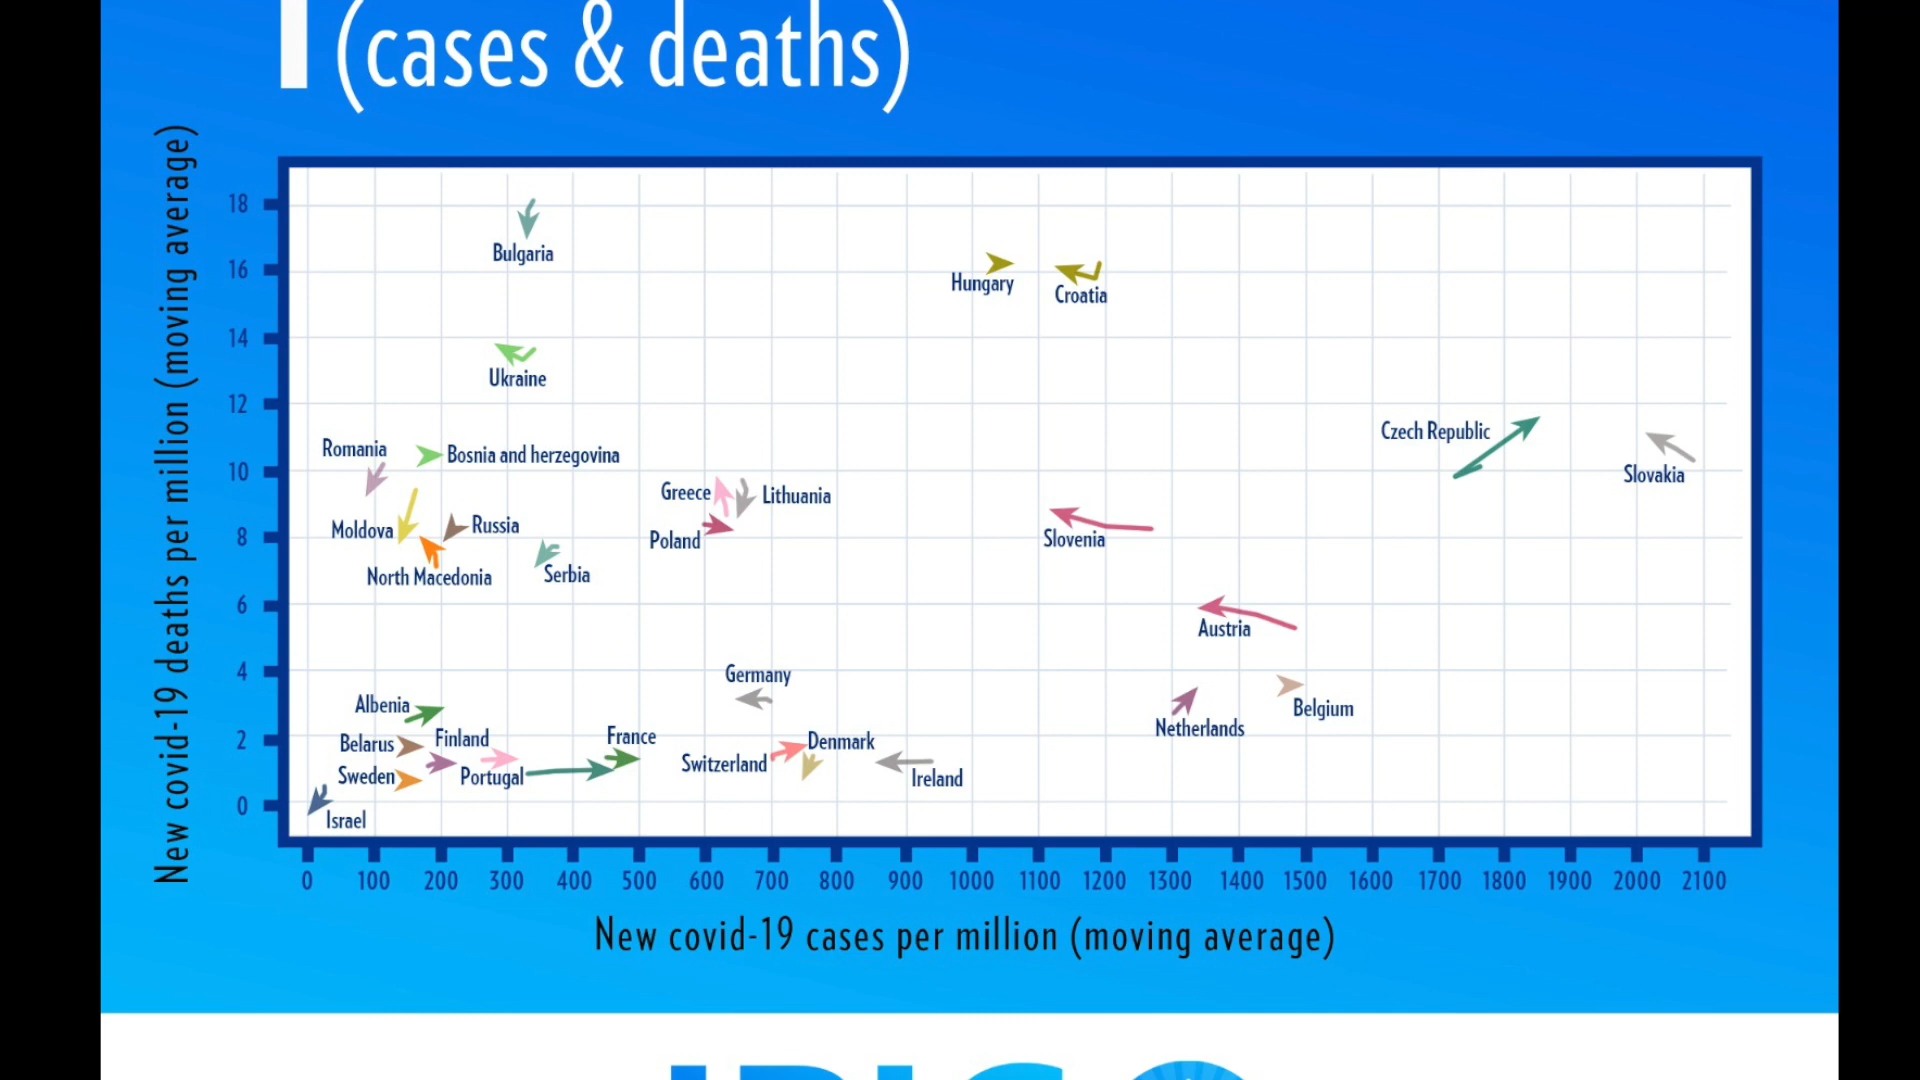 (cases & deaths)
New covid-19 deaths per million (moving average)
18
16
14
12
10
8
6
4
2
0
Bulgaria
Hungary
Croatia
Ukraine
Czech Republic
Romania
Bosnia and herzegovina
Slovakia
Greece
Lithuania
Moldova
Russia
Poland
Slovenia
North Macedonia
Serbia
Austria
Germany
Albenia
Belgium
Netherlands
Belarus
Finland
France
Denmark
Switzerland
Sweden
Portugal
Ireland
Israel
0 100 200 300 400 500 600 700 800 900 1000 1100 1200 1300 1400 1500 1600 1700 1800 1900 2000 2100
New covid-19 cases per million (moving average)